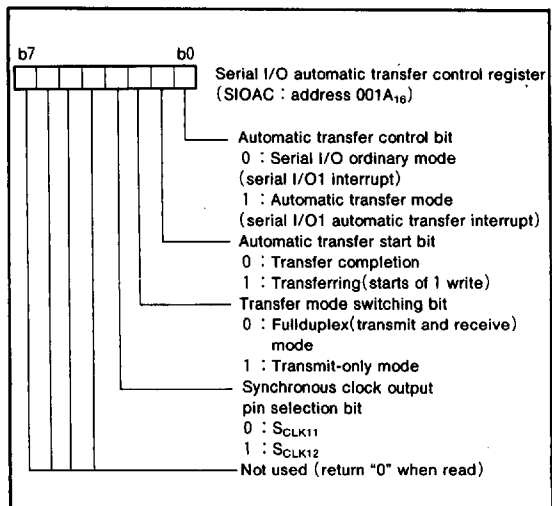 b7 b0
Serial I/O automatic transfer control register
(SIOAC : address 001A₁₆)
Automatic transfer control bit
0 : Serial I/O ordinary mode
(serial I/O1 interrupt)
1 : Automatic transfer mode
(serial I/O1 automatic transfer interrupt)
Automatic transfer start bit
0 : Transfer completion
1 : Transferring(starts of 1 write)
Transfer mode switching bit
0 : Fullduplex(transmit and receive)
mode
1 : Transmit-only mode
Synchronous clock output
pin selection bit
0 : S_CLK11
1 : S_CLK12
Not used (return "0" when read)